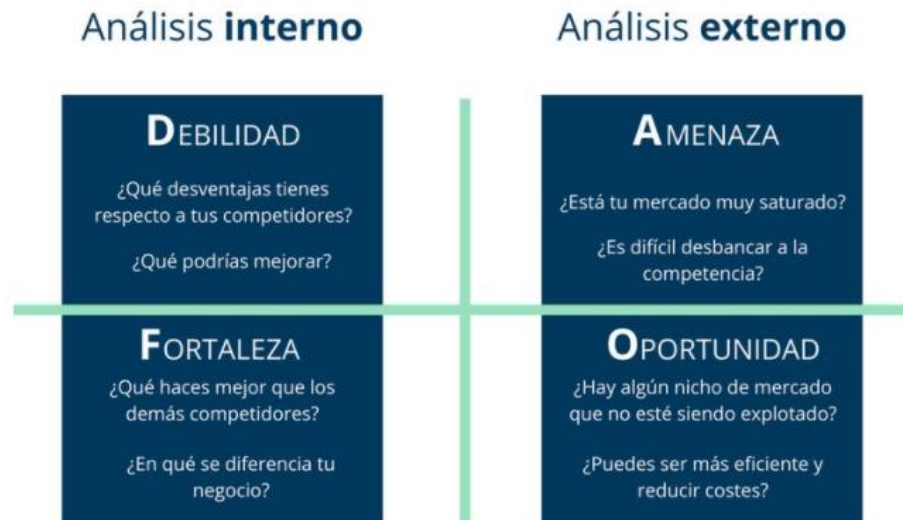 Análisis interno
Análisis externo
DEBILIDAD
¿Qué desventajas tienes
respecto a tus competidores?
¿Qué podrías mejorar?
AMENAZA
¿Está tu mercado muy saturado?
¿Es difícil desbancar a la
competencia?
FORTALEZA
¿Qué haces mejor que los
demás competidores?
¿En qué se diferencia tu
negocio?
OPORTUNIDAD
¿Hay algún nicho de mercado
que no esté siendo explotado?
¿Puedes ser más eficiente y
reducir costes?